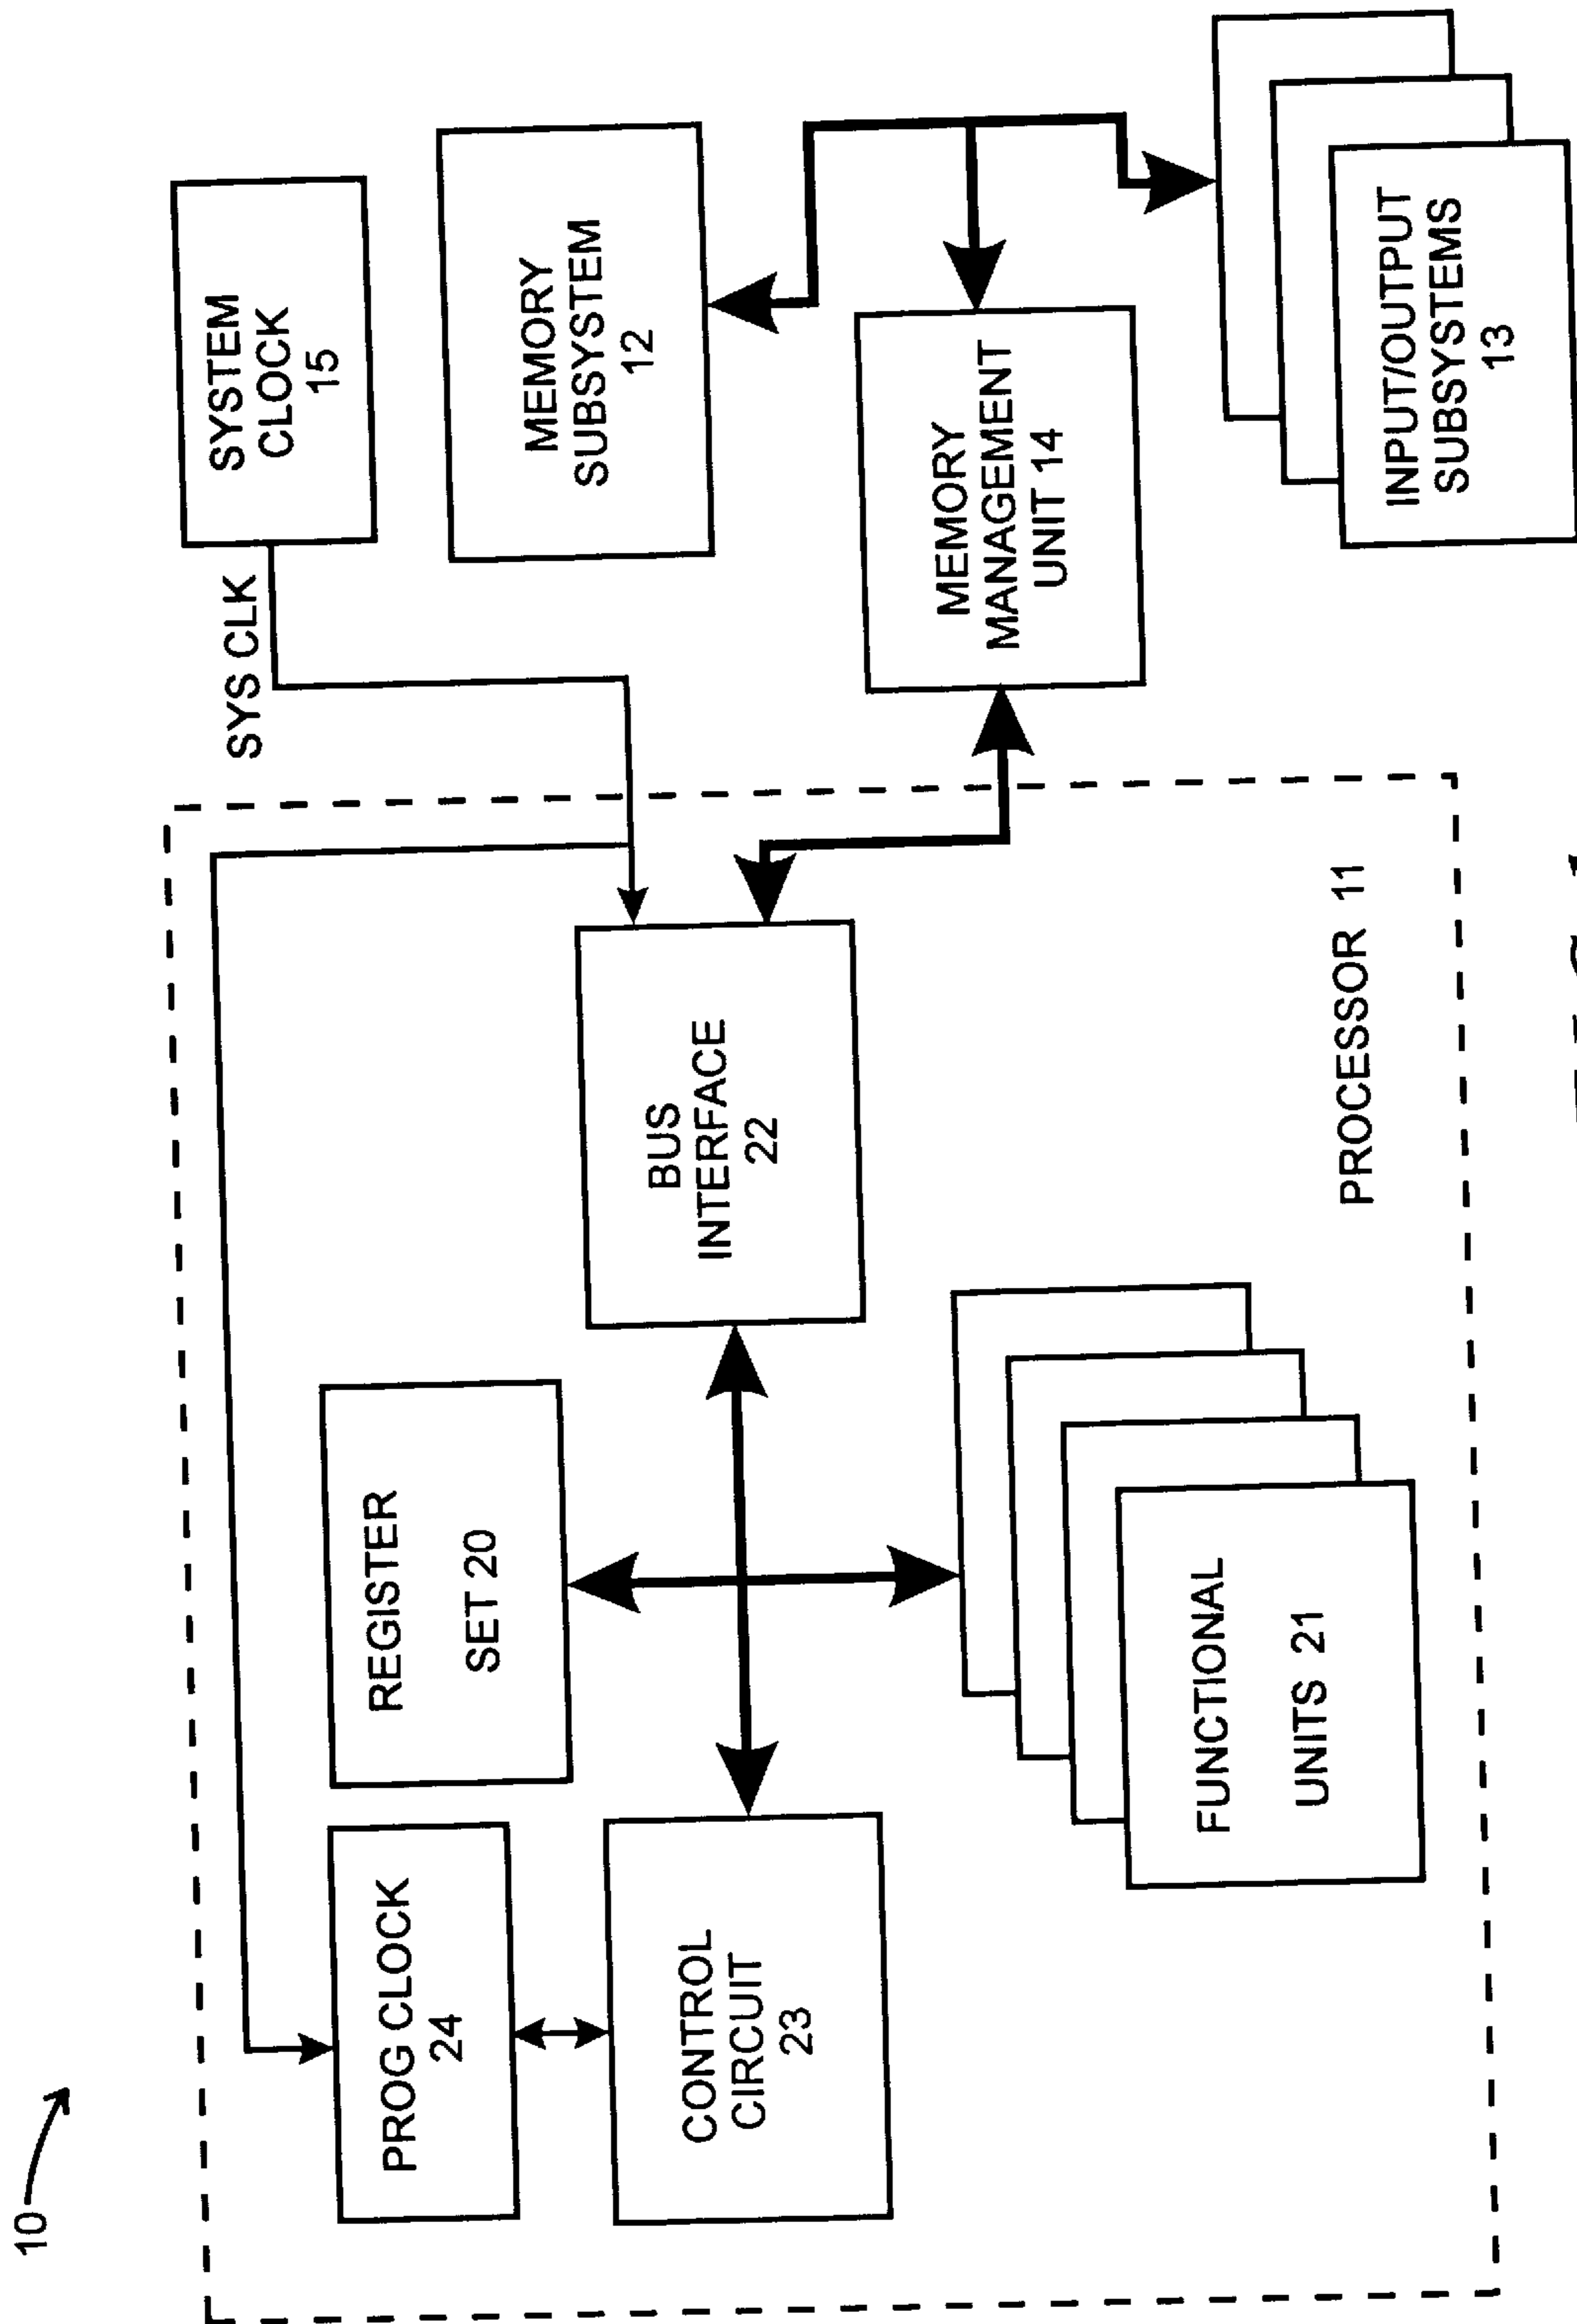 10
SYSTEM
CLOCK
15
SYS CLK
PROG CLOCK
24
REGISTER
SET 20
MEMORY
SUBSYSTEM
12
CONTROL
CIRCUIT
23
BUS
INTERFACE
22
MEMORY
MANAGEMENT
UNIT 14
FUNCTIONAL
UNITS 21
PROCESSOR 11
INPUT/OUTPUT
SUBSYSTEMS
13